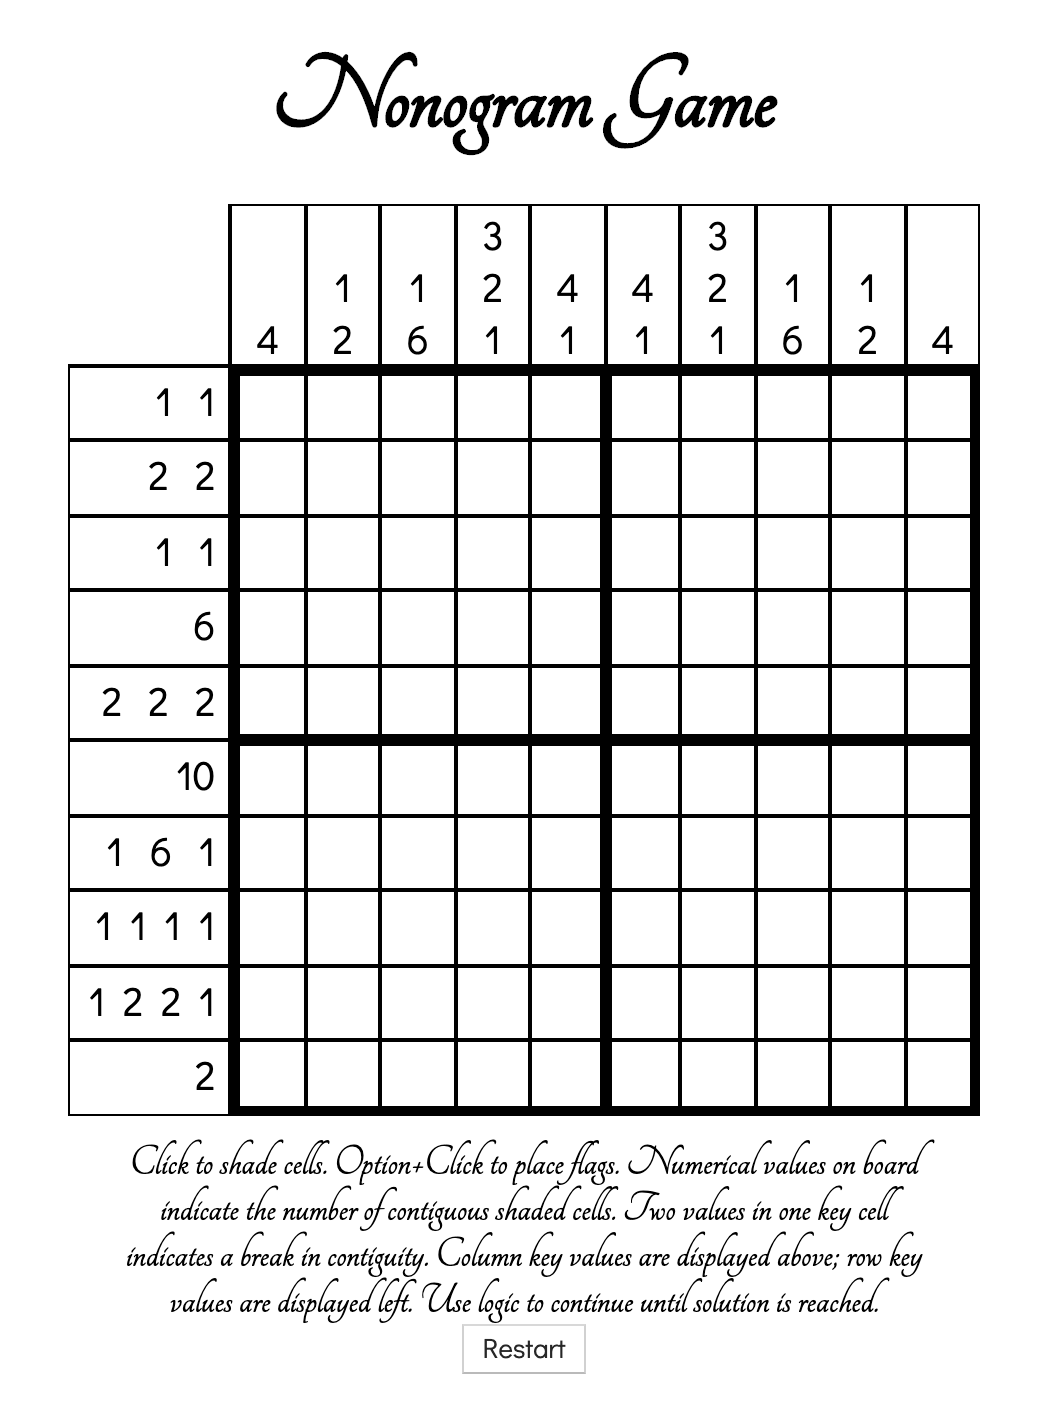 Nonogram Game
3 3
1 1 2 4 4 2 1 1
4 2 6 1 1 1 1 6 2 4
1 1
2 2
1 1
6
2 2 2
10
1 6 1
1 1 1 1
1 2 2 1
2
Click to shade cells. Option+Click to place flags. Numerical values on board
indicate the number of contiguous shaded cells. Two values in one key cell
indicates a break in contiguity. Column key values are displayed above; row key
values are displayed left. Use logic to continue until solution is reached.
Restart